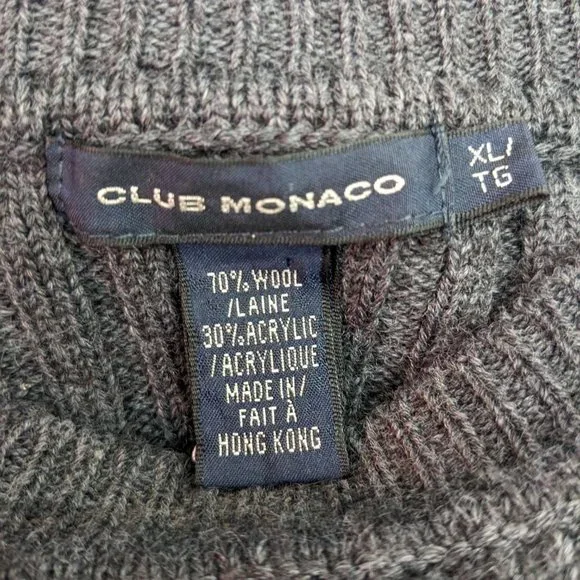 CLUB MONACO
XL/
TG
70% WOOL
/LAINE
30% ACRYLIC
/ACRYLIQUE
MADE IN/
FAIT À
HONG KONG